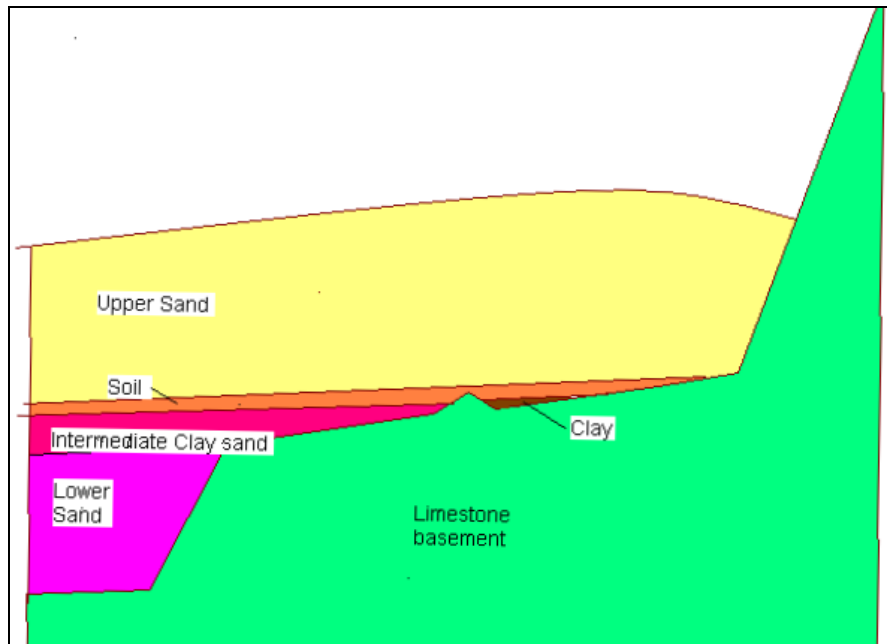 Upper Sand
Soil
Intermediate Clay sand
Clay
Lower
Sand
Limestone
basement